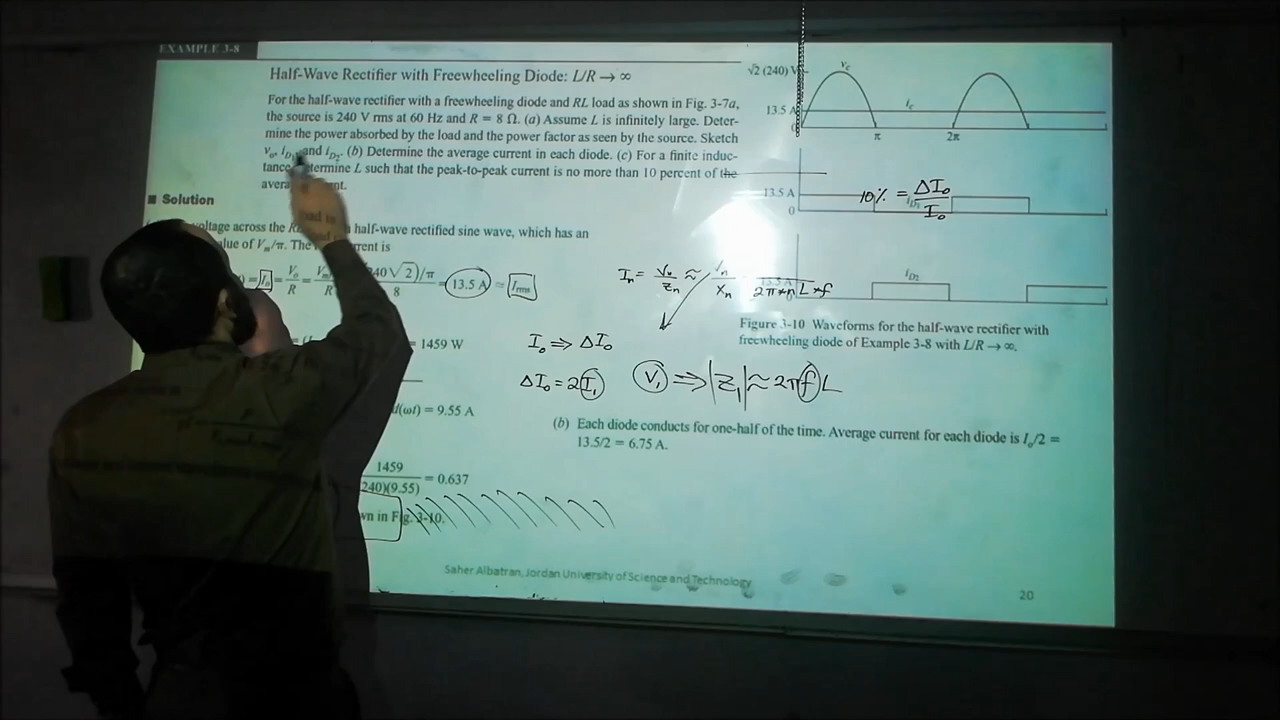 EXAMPLE 3-8
Half-Wave Rectifier with Freewheeling Diode: L/R → ∞
For the half-wave rectifier with a freewheeling diode and RL load as shown in Fig. 3-7a,
the source is 240 V rms at 60 Hz and R = 8 Ω. (a) Assume L is infinitely large. Deter-
mine the power absorbed by the load and the power factor as seen by the source. Sketch
vo, iD1, and iD2. (b) Determine the average current in each diode. (c) For a finite induc-
tance, determine L such that the peak-to-peak current is no more than 10 percent of the
■ Solution
voltage across the half-wave rectified sine wave, which has an
of Vm/π. The
= Io = Vo/R = (240√2)/π / 8 = 13.5 A ≈ Irms
= 1459 W
d(ωt) = 9.55 A
1459 / (240)(9.55) = 0.637
in Fig. 3-10.
√2 (240) V
13.5 A
0
π
2π
13.5 A
0
iD1
10% = ΔIo / Io
iD2
Figure 3-10 Waveforms for the half-wave rectifier with
freewheeling diode of Example 3-8 with L/R → ∞.
In = Vn/Zn ≈ Vn/Xn
Io ⇒ ΔIo
ΔIo = 2I1
V1 ⇒ |Z1| ≈ 2πfL
(b) Each diode conducts for one-half of the time. Average current for each diode is Io/2 =
13.5/2 = 6.75 A.
Saher Albatran, Jordan University of Science and Technology
20